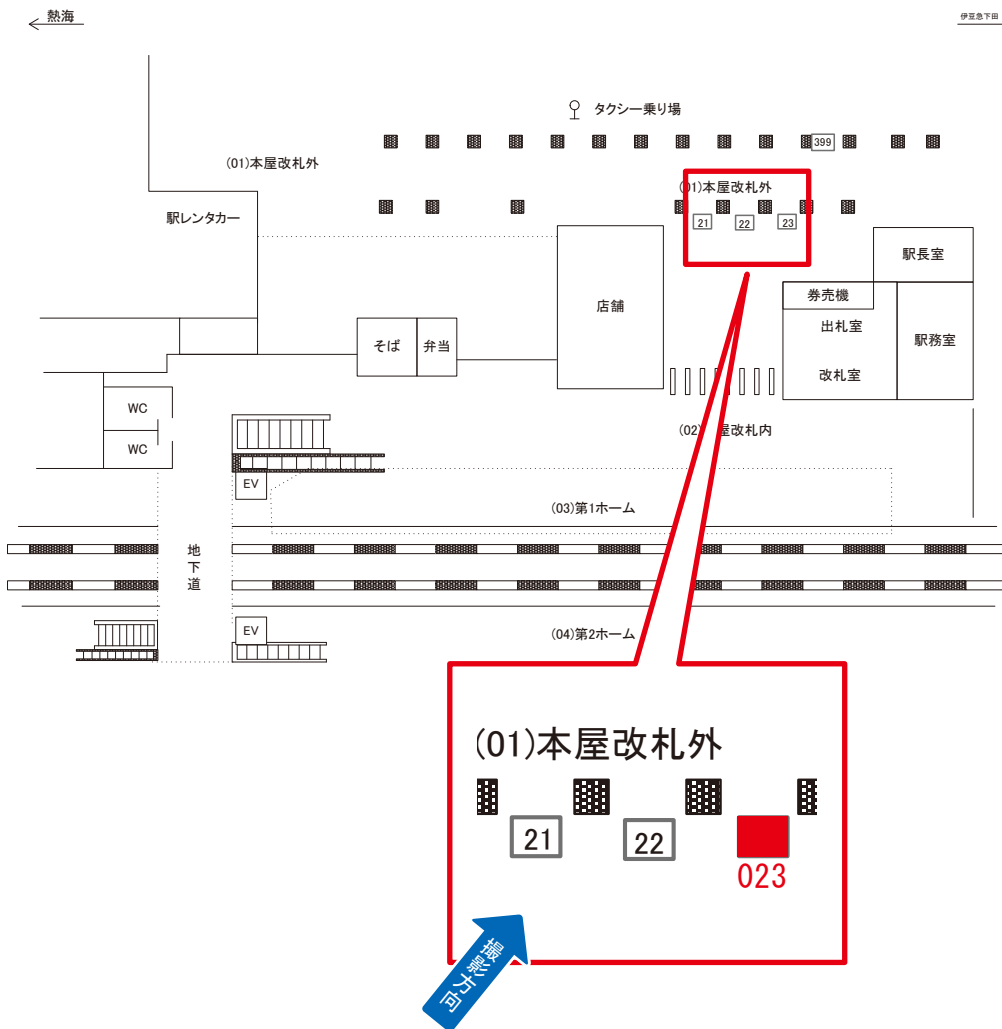 熱海
伊豆急下田
タクシー乗り場
399
(01)本屋改札外
(01)本屋改札外
駅レンタカー
21
22
23
駅長室
店舗
券売機
出札室
駅務室
そば
弁当
改札室
WC
(02) 屋改札内
WC
EV
(03)第1ホーム
地下道
EV
(04)第2ホーム
(01)本屋改札外
21
22
023
撮影方向